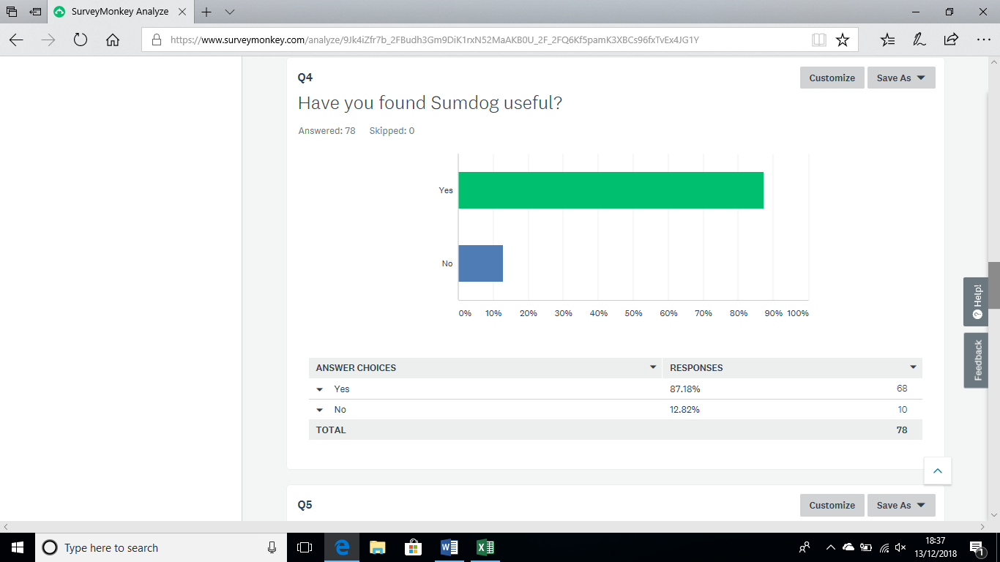 SurveyMonkey Analyze
https://www.surveymonkey.com/analyze/9Jk4iZfr7b_2FBudh3Gm9DiK1rxN52MaAKB0U_2F_2FQ6Kf5pamK3XBCs96fxTvEx4JG1Y
Q4
Customize Save As
Have you found Sumdog useful?
Answered: 78 Skipped: 0
Yes
No
0% 10% 20% 30% 40% 50% 60% 70% 80% 90% 100%
Help!
Feedback
ANSWER CHOICES RESPONSES
Yes 87.18% 68
No 12.82% 10
TOTAL 78
Q5
Customize Save As
Type here to search
18:37
13/12/2018
1